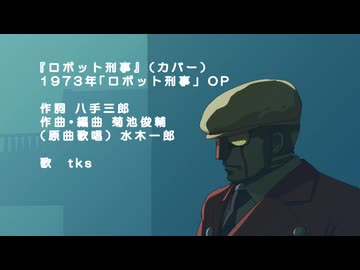 『ロボット刑事』（カバー）
１９７３年「ロボット刑事」ＯＰ
作詞 八手三郎
作曲・編曲 菊池俊輔
（原曲歌唱） 水木一郎
歌　ｔｋｓ